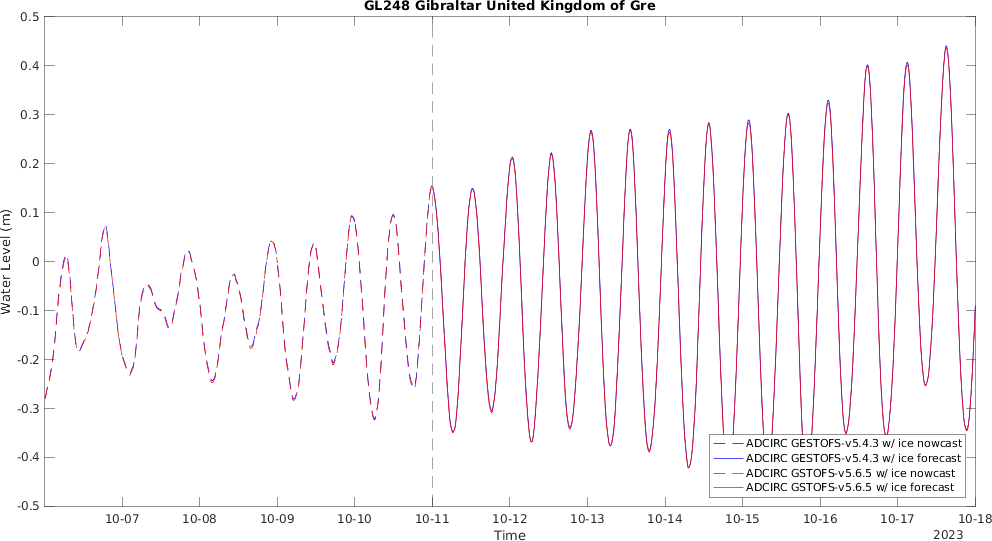 GL248 Gibraltar United Kingdom of Gre
0.5
0.4
0.3
0.2
0.1
0
-0.1
-0.2
-0.3
-0.4
-0.5
Water Level (m)
ADCIRC GESTOFS-v5.4.3 w/ ice nowcast
ADCIRC GESTOFS-v5.4.3 w/ ice forecast
ADCIRC GSTOFS-v5.6.5 w/ ice nowcast
ADCIRC GSTOFS-v5.6.5 w/ ice forecast
10-07 10-08 10-09 10-10 10-11 10-12 10-13 10-14 10-15 10-16 10-17 10-18
Time
2023